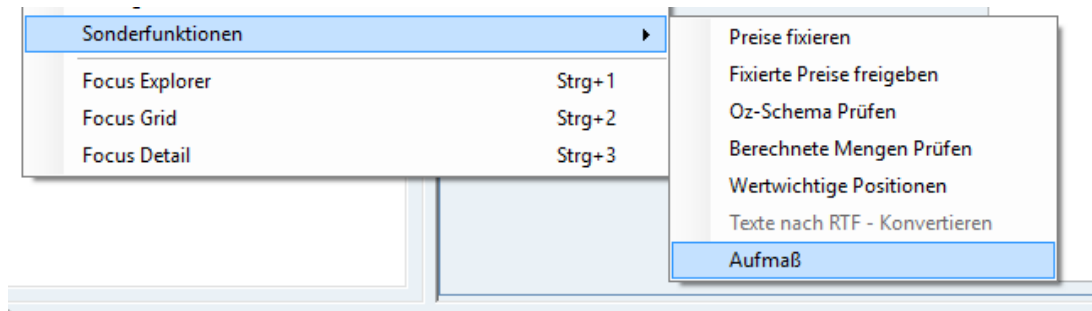 Sonderfunktionen
Focus Explorer Strg+1
Focus Grid Strg+2
Focus Detail Strg+3
Preise fixieren
Fixierte Preise freigeben
Oz-Schema Prüfen
Berechnete Mengen Prüfen
Wertwichtige Positionen
Texte nach RTF - Konvertieren
Aufmaß